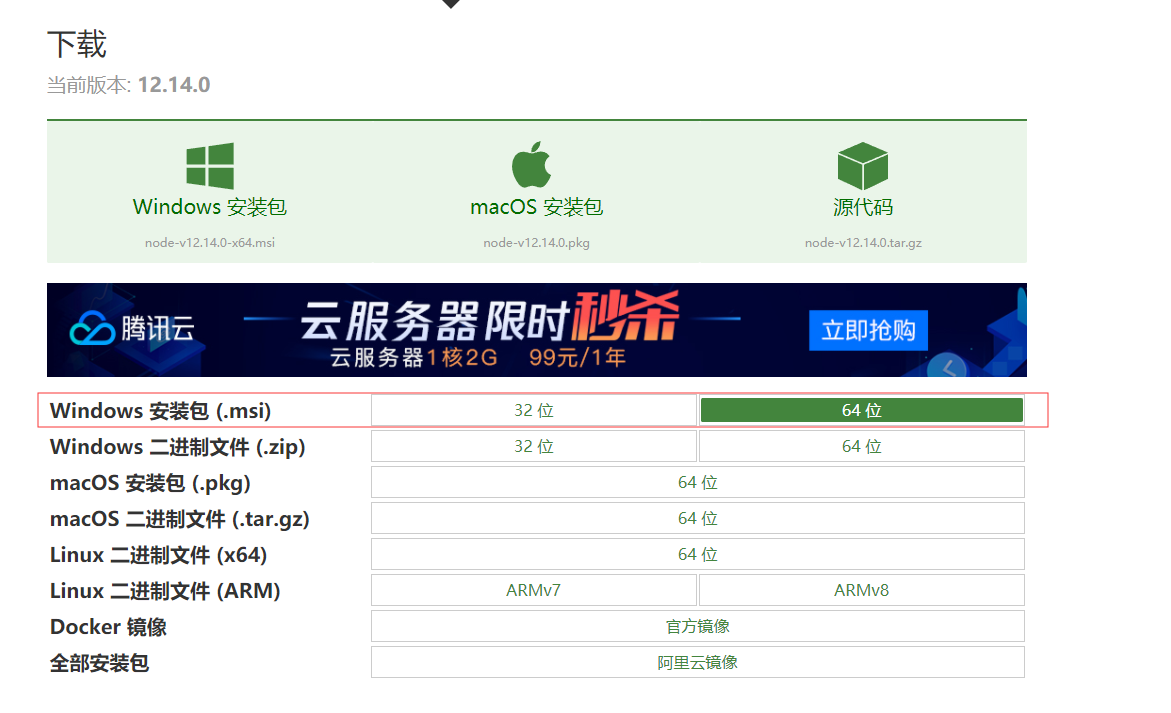 下载
当前版本: 12.14.0
Windows 安装包
macOS 安装包
源代码
node-v12.14.0-x64.msi
node-v12.14.0.pkg
node-v12.14.0.tar.gz
腾讯云
云服务器限时秒杀
云服务器1核2G 99元/1年
立即抢购
Windows 安装包 (.msi) 32 位 64 位
Windows 二进制文件 (.zip) 32 位 64 位
macOS 安装包 (.pkg) 64 位
macOS 二进制文件 (.tar.gz) 64 位
Linux 二进制文件 (x64) 64 位
Linux 二进制文件 (ARM) ARMv7 ARMv8
Docker 镜像 官方镜像
全部安装包 阿里云镜像